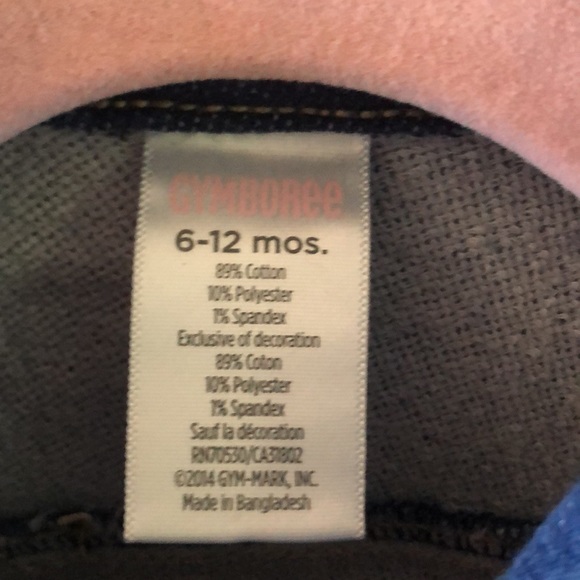 GYMBOREE
6-12 mos.
89% Cotton
10% Polyester
1% Spandex
Exclusive of decoration
89% Coton
10% Polyester
1% Spandex
Sauf la décoration
RN70530/CA31802
©2014 GYM-MARK, INC.
Made in Bangladesh